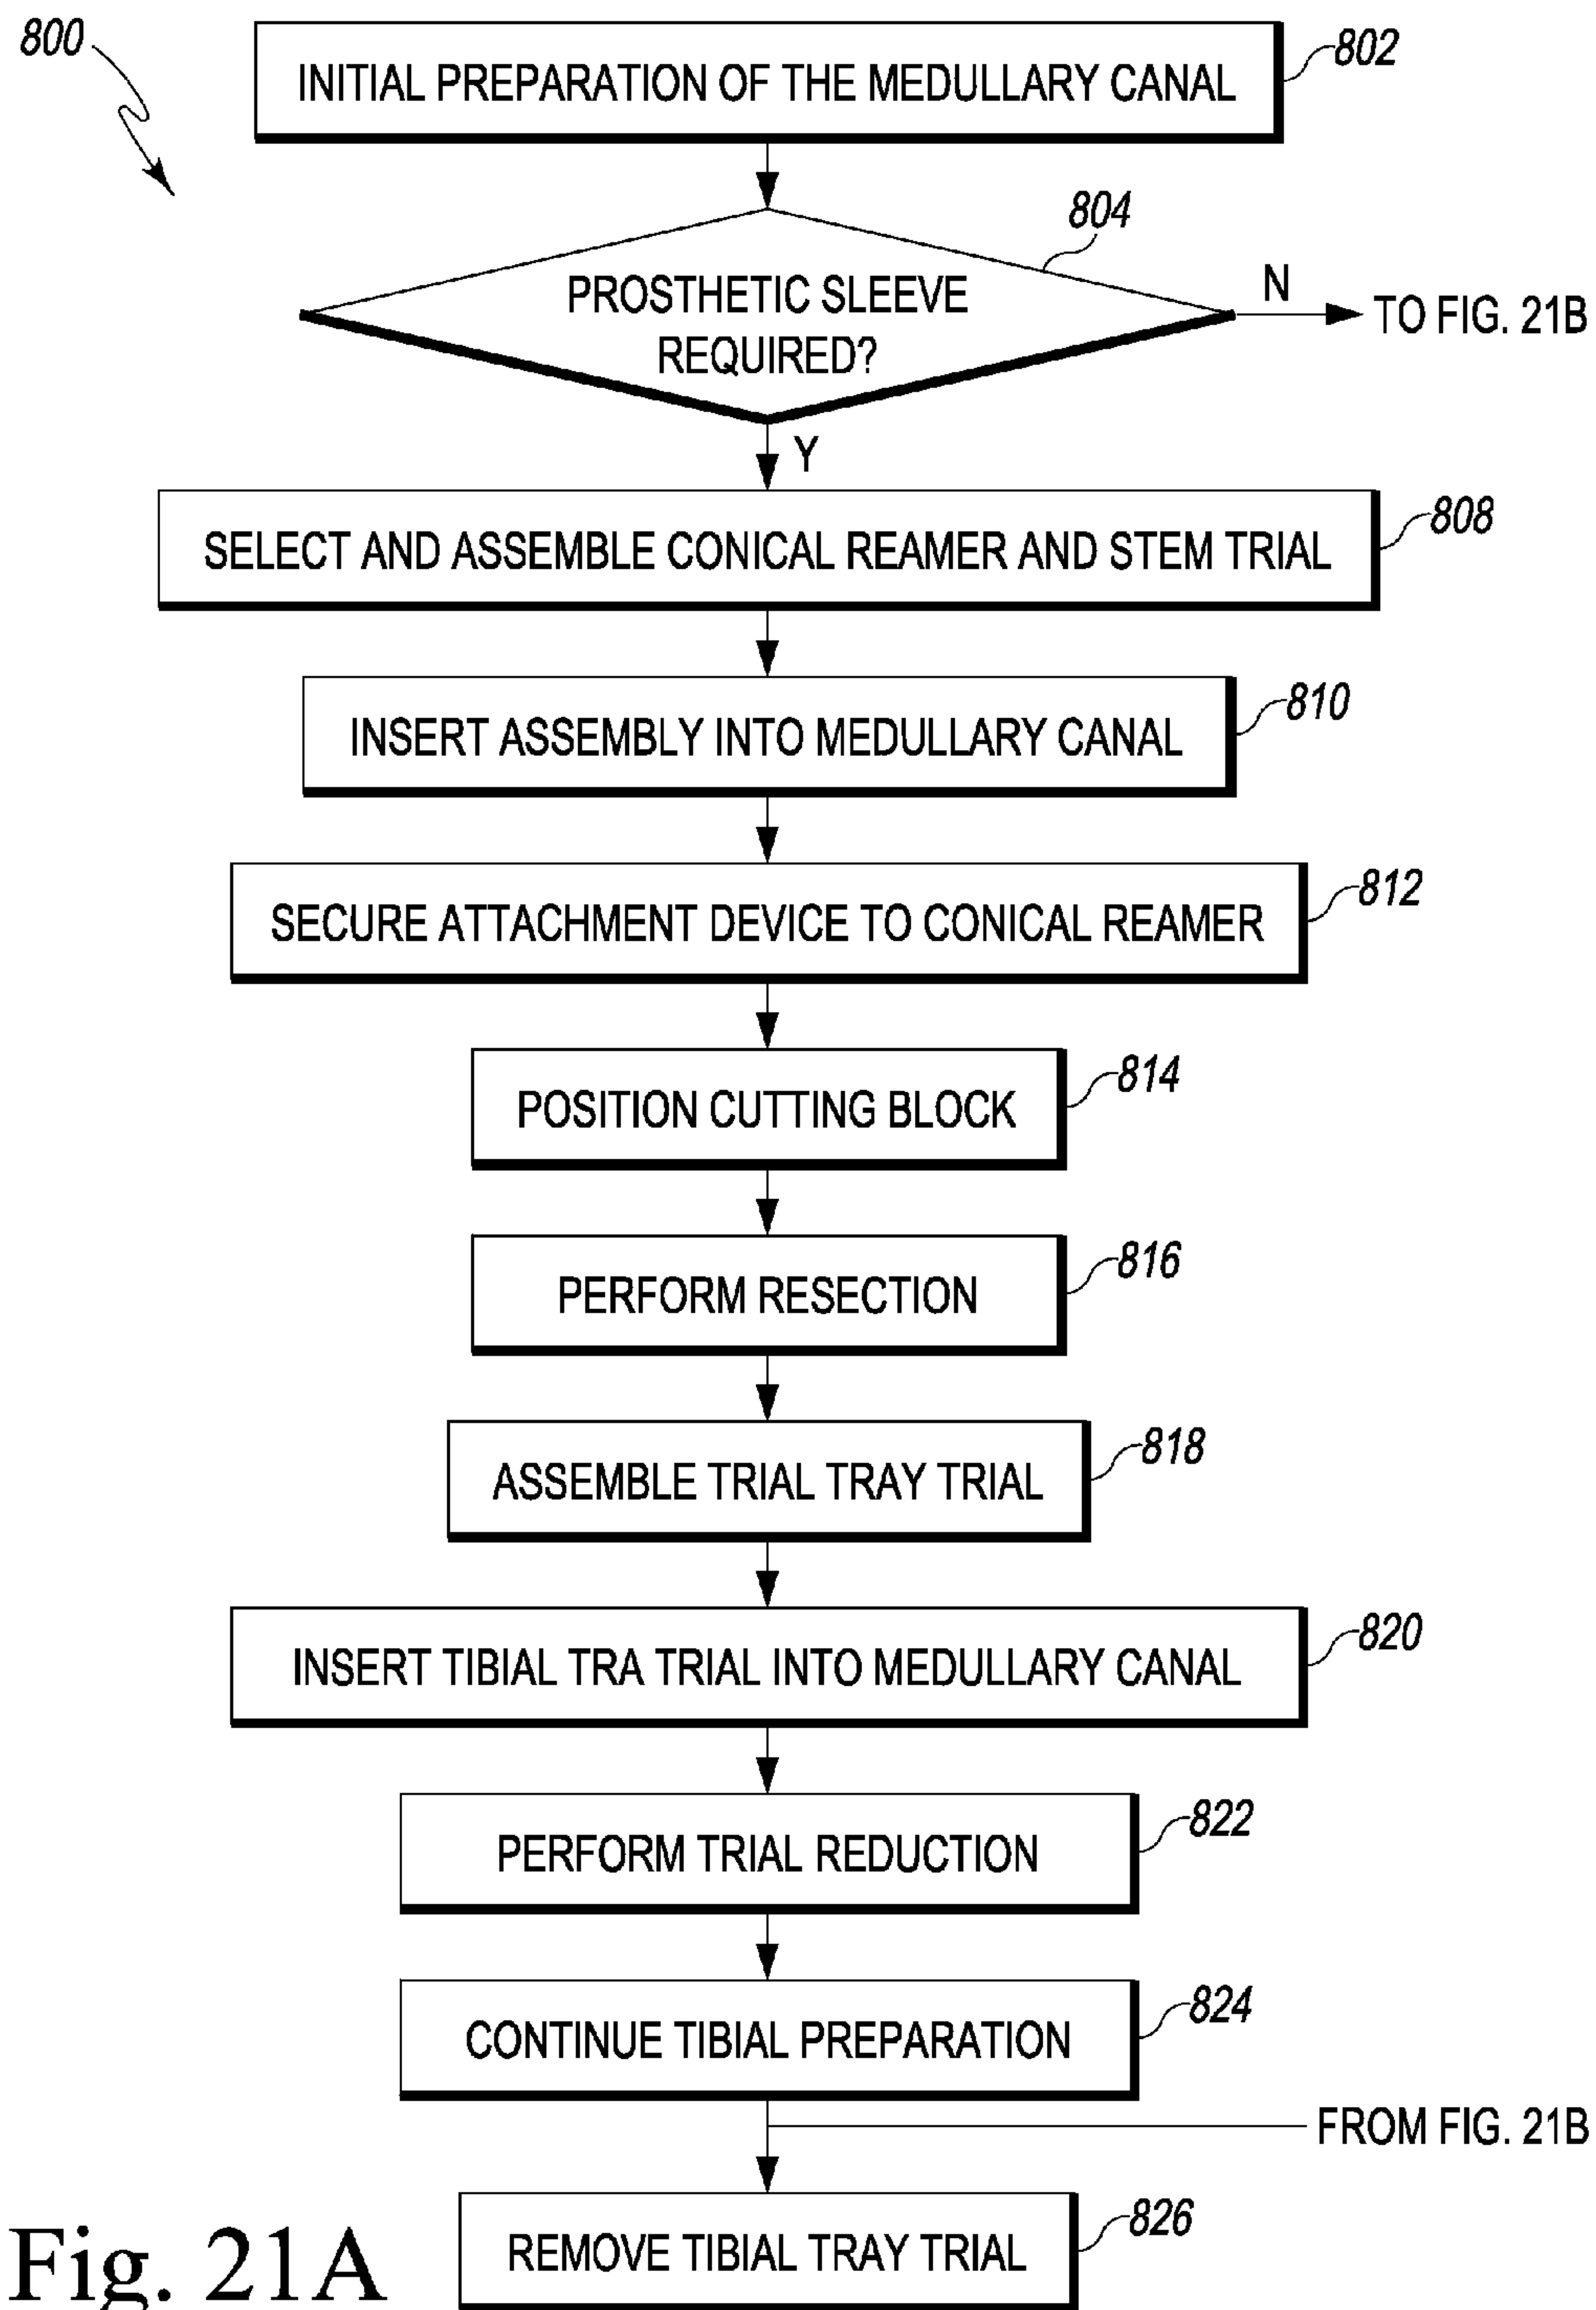 800
INITIAL PREPARATION OF THE MEDULLARY CANAL
802
804
PROSTHETIC SLEEVE
REQUIRED?
N
TO FIG. 21B
Y
SELECT AND ASSEMBLE CONICAL REAMER AND STEM TRIAL
808
INSERT ASSEMBLY INTO MEDULLARY CANAL
810
SECURE ATTACHMENT DEVICE TO CONICAL REAMER
812
POSITION CUTTING BLOCK
814
PERFORM RESECTION
816
ASSEMBLE TRIAL TRAY TRIAL
818
INSERT TIBIAL TRA TRIAL INTO MEDULLARY CANAL
820
PERFORM TRIAL REDUCTION
822
CONTINUE TIBIAL PREPARATION
824
FROM FIG. 21B
REMOVE TIBIAL TRAY TRIAL
826
Fig. 21A